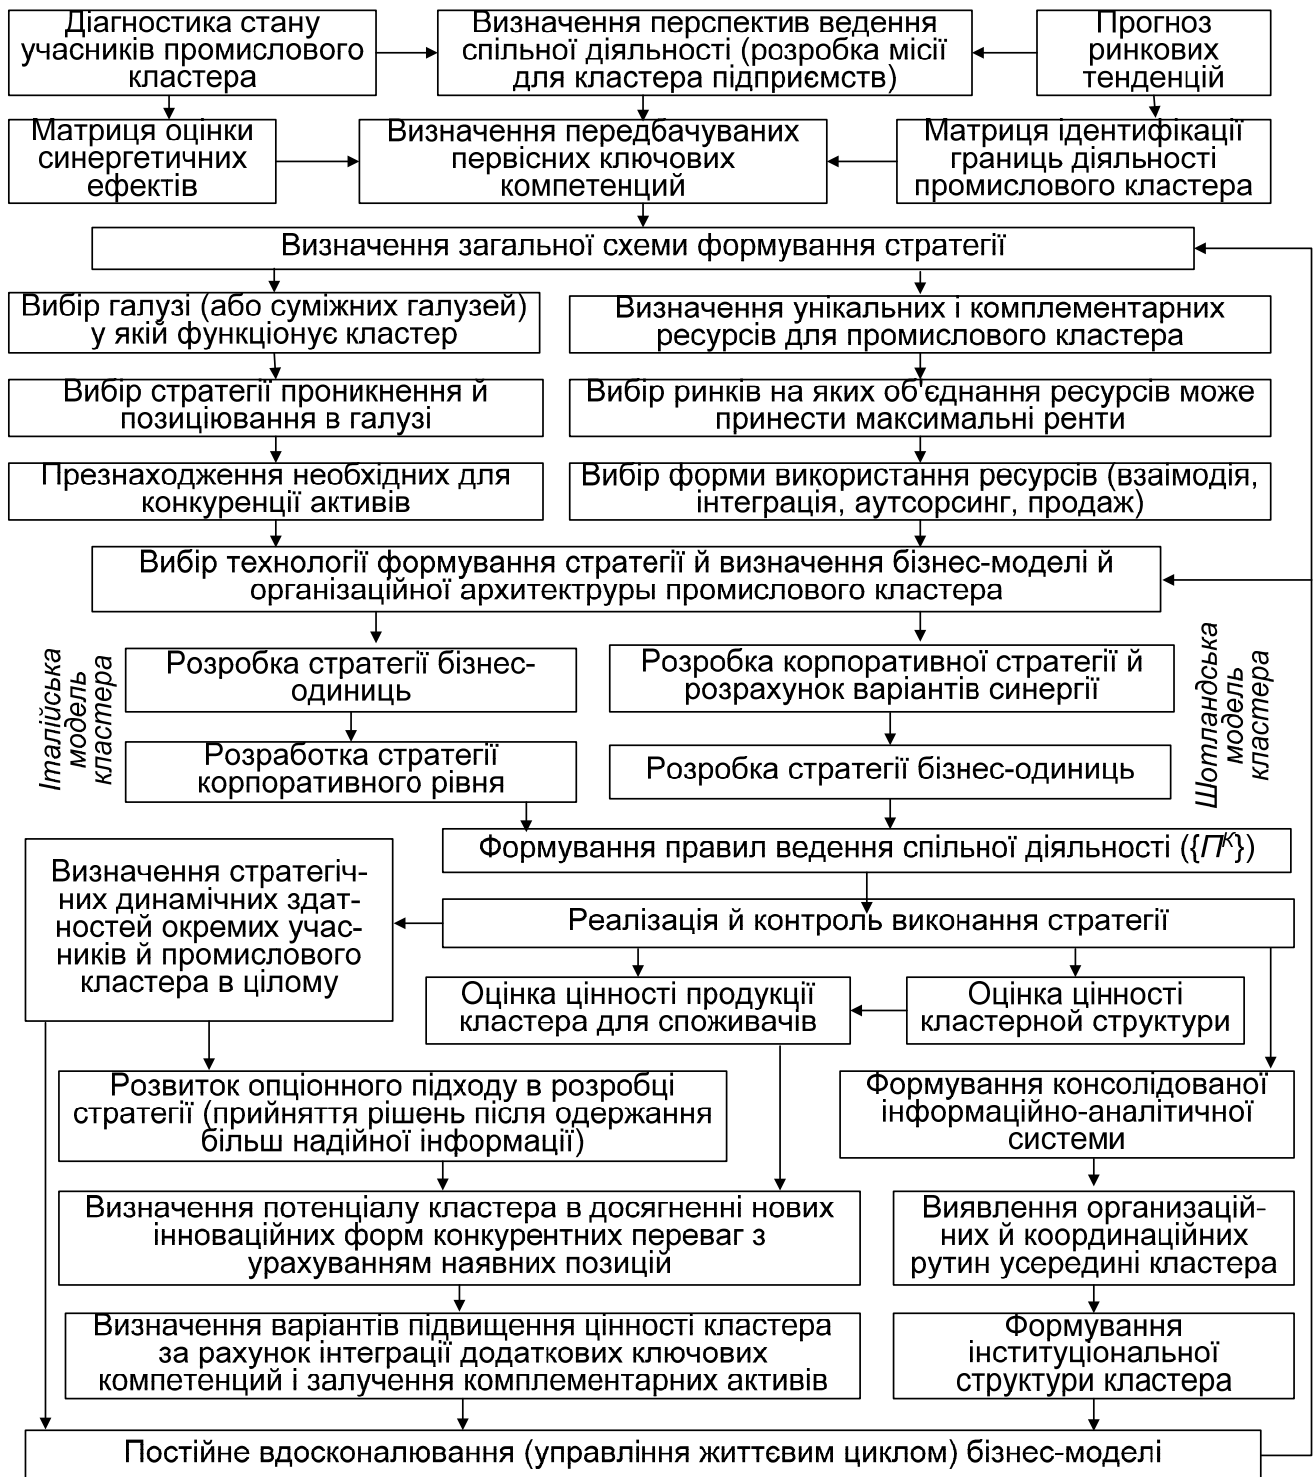 Діагностика стану
учасників промислового
кластера
Визначення перспектив ведення
спільної діяльності (розробка місії
для кластера підприємств)
Прогноз
ринкових
тенденцій
Матриця оцінки
синергетичних
ефектів
Визначення передбачуваних
первісних ключових
компетенций
Матриця ідентифікації
границь діяльності
промислового кластера
Визначення загальної схеми формування стратегії
Вибір галузі (або суміжних галузей)
у якій функціонує кластер
Визначення унікальних і комплементарних
ресурсів для промислового кластера
Вибір стратегії проникнення й
позиціювання в галузі
Вибір ринків на яких об'єднання ресурсів може
принести максимальні ренти
Презнаходження необхідних для
конкуренції активів
Вибір форми використання ресурсів (взаімодія,
інтеграція, аутсорсинг, продаж)
Вибір технології формування стратегії й визначення бізнес-моделі й
організаційної архитектруры промислового кластера
Італійська
модель
кластера
Розробка стратегії бізнес-
одиниць
Розробка корпоративної стратегії й
розрахунок варіантів синергії
Шотландська
модель
кластера
Розработка стратегії
корпоративного рівня
Розробка стратегії бізнес-одиниць
Формування правил ведення спільної діяльності ({П^К})
Визначення стратегіч-
них динамічних здат-
ностей окремих учас-
ників й промислового
кластера в цілому
Реалізація й контроль виконання стратегії
Оцінка цінності продукції
кластера для споживачів
Оцінка цінності
кластерной структури
Розвиток опціонного підходу в розробці
стратегії (прийняття рішень після одержання
більш надійної інформації)
Формування консолідованої
інформаційно-аналітичної
системи
Визначення потенціалу кластера в досягненні нових
інноваційних форм конкурентних переваг з
урахуванням наявних позицій
Виявлення организацій-
них й координаційних
рутин усередині кластера
Визначення варіантів підвищення цінності кластера
за рахунок інтеграції додаткових ключових
компетенций і залучення комплементарних активів
Формування
інституціональної
структури кластера
Постійне вдосконалювання (управління життєвим циклом) бізнес-моделі